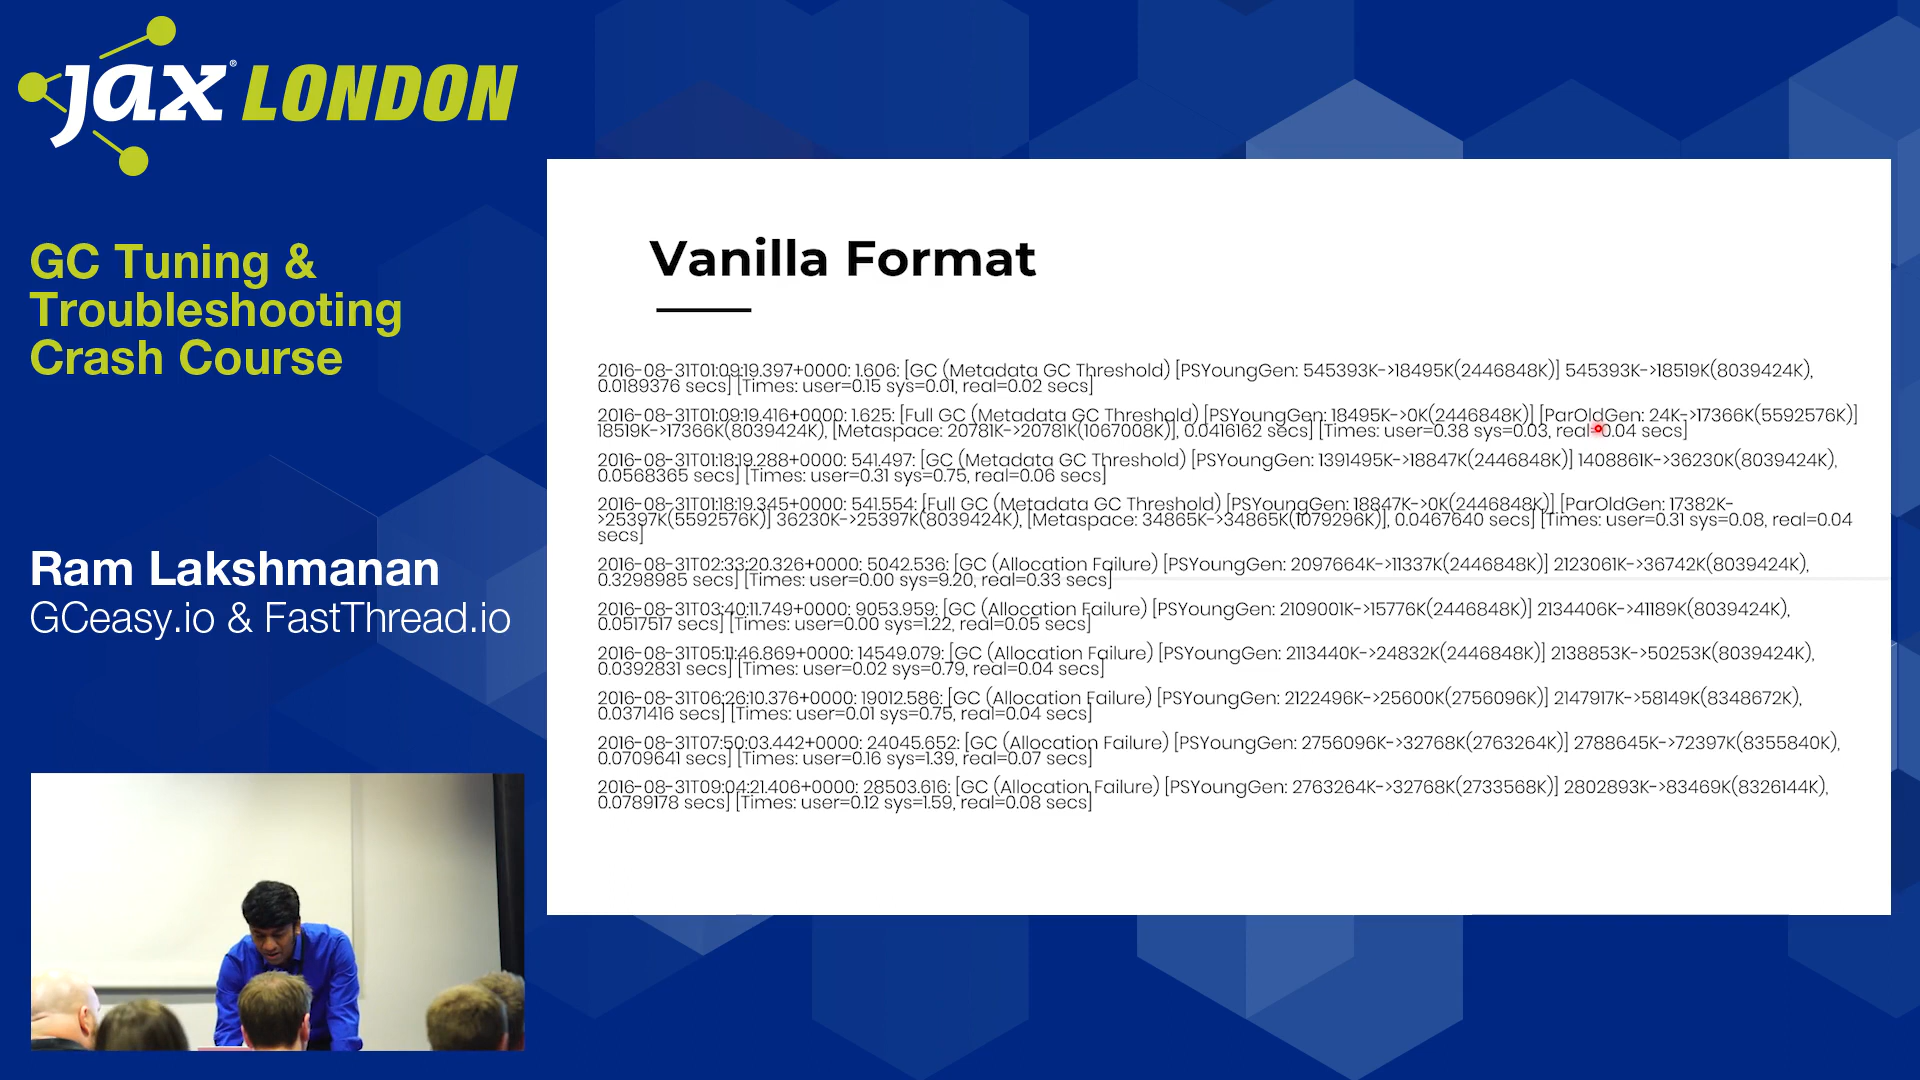 jax® LONDON
GC Tuning &
Troubleshooting
Crash Course
Ram Lakshmanan
GCeasy.io & FastThread.io
Vanilla Format
2016-08-31T01:09:19.397+0000: 1.606: [GC (Metadata GC Threshold) [PSYoungGen: 545393K->18495K(2446848K)] 545393K->18519K(8039424K),
0.0189376 secs] [Times: user=0.15 sys=0.01, real=0.02 secs]
2016-08-31T01:09:19.416+0000: 1.625: [Full GC (Metadata GC Threshold) [PSYoungGen: 18495K->0K(2446848K)] [ParOldGen: 24K->17366K(5592576K)]
18519K->17366K(8039424K), [Metaspace: 20781K->20781K(1067008K)], 0.0416162 secs] [Times: user=0.38 sys=0.03, real=0.04 secs]
2016-08-31T01:18:19.288+0000: 541.497: [GC (Metadata GC Threshold) [PSYoungGen: 1391495K->18847K(2446848K)] 1408861K->36230K(8039424K),
0.0568365 secs] [Times: user=0.31 sys=0.75, real=0.06 secs]
2016-08-31T01:18:19.345+0000: 541.554: [Full GC (Metadata GC Threshold) [PSYoungGen: 18847K->0K(2446848K)] [ParOldGen: 17382K-
>25397K(5592576K)] 36230K->25397K(8039424K), [Metaspace: 34865K->34865K(1079296K)], 0.0467640 secs] [Times: user=0.31 sys=0.08, real=0.04
secs]
2016-08-31T02:33:20.326+0000: 5042.536: [GC (Allocation Failure) [PSYoungGen: 2097664K->11337K(2446848K)] 2123061K->36742K(8039424K),
0.3298985 secs] [Times: user=0.00 sys=9.20, real=0.33 secs]
2016-08-31T03:40:11.749+0000: 9053.959: [GC (Allocation Failure) [PSYoungGen: 2109001K->15776K(2446848K)] 2134406K->41189K(8039424K),
0.0517517 secs] [Times: user=0.00 sys=1.22, real=0.05 secs]
2016-08-31T05:11:46.869+0000: 14549.079: [GC (Allocation Failure) [PSYoungGen: 2113440K->24832K(2446848K)] 2138853K->50253K(8039424K),
0.0392831 secs] [Times: user=0.02 sys=0.79, real=0.04 secs]
2016-08-31T06:26:10.376+0000: 19012.586: [GC (Allocation Failure) [PSYoungGen: 2122496K->25600K(2756096K)] 2147917K->58149K(8348672K),
0.0371416 secs] [Times: user=0.01 sys=0.75, real=0.04 secs]
2016-08-31T07:50:03.442+0000: 24045.652: [GC (Allocation Failure) [PSYoungGen: 2756096K->32768K(2763264K)] 2788645K->72397K(8355840K),
0.0709641 secs] [Times: user=0.16 sys=1.39, real=0.07 secs]
2016-08-31T09:04:21.406+0000: 28503.616: [GC (Allocation Failure) [PSYoungGen: 2763264K->32768K(2733568K)] 2802893K->83469K(8326144K),
0.0789178 secs] [Times: user=0.12 sys=1.59, real=0.08 secs]